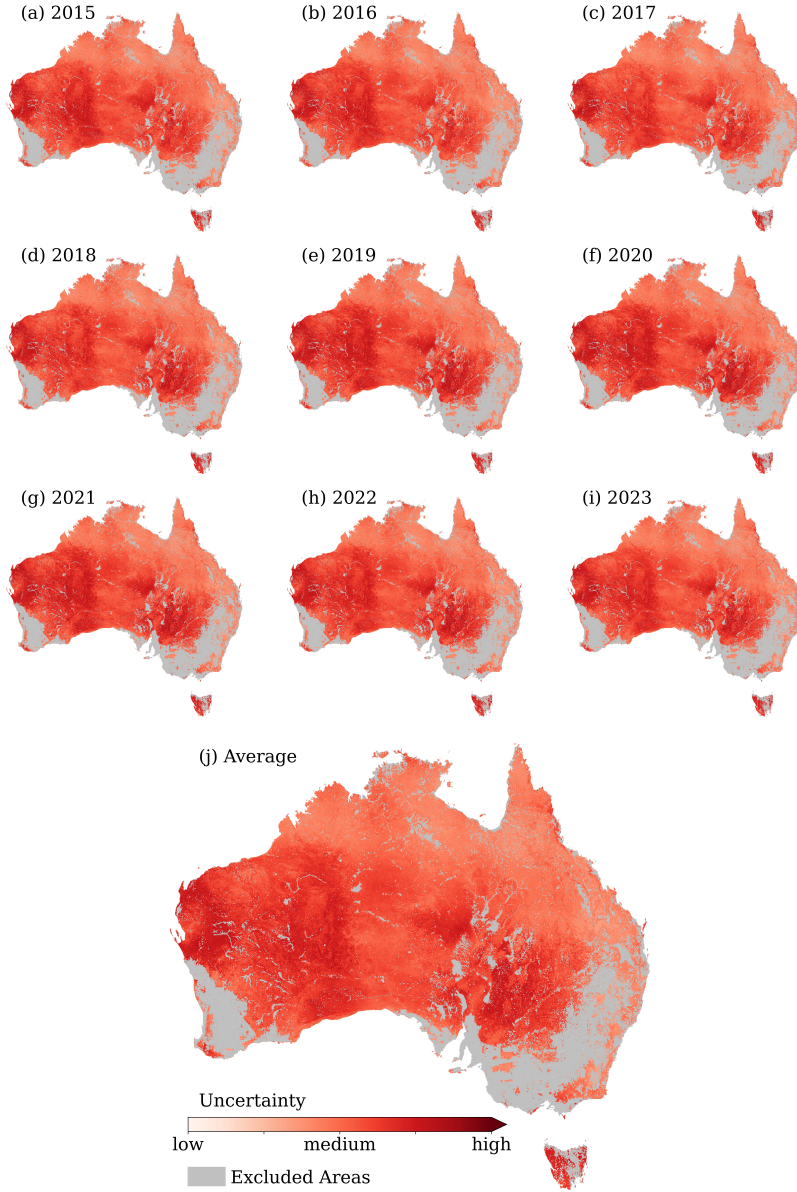 (a) 2015
(b) 2016
(c) 2017
(d) 2018
(e) 2019
(f) 2020
(g) 2021
(h) 2022
(i) 2023
(j) Average
Uncertainty
low medium high
Excluded Areas